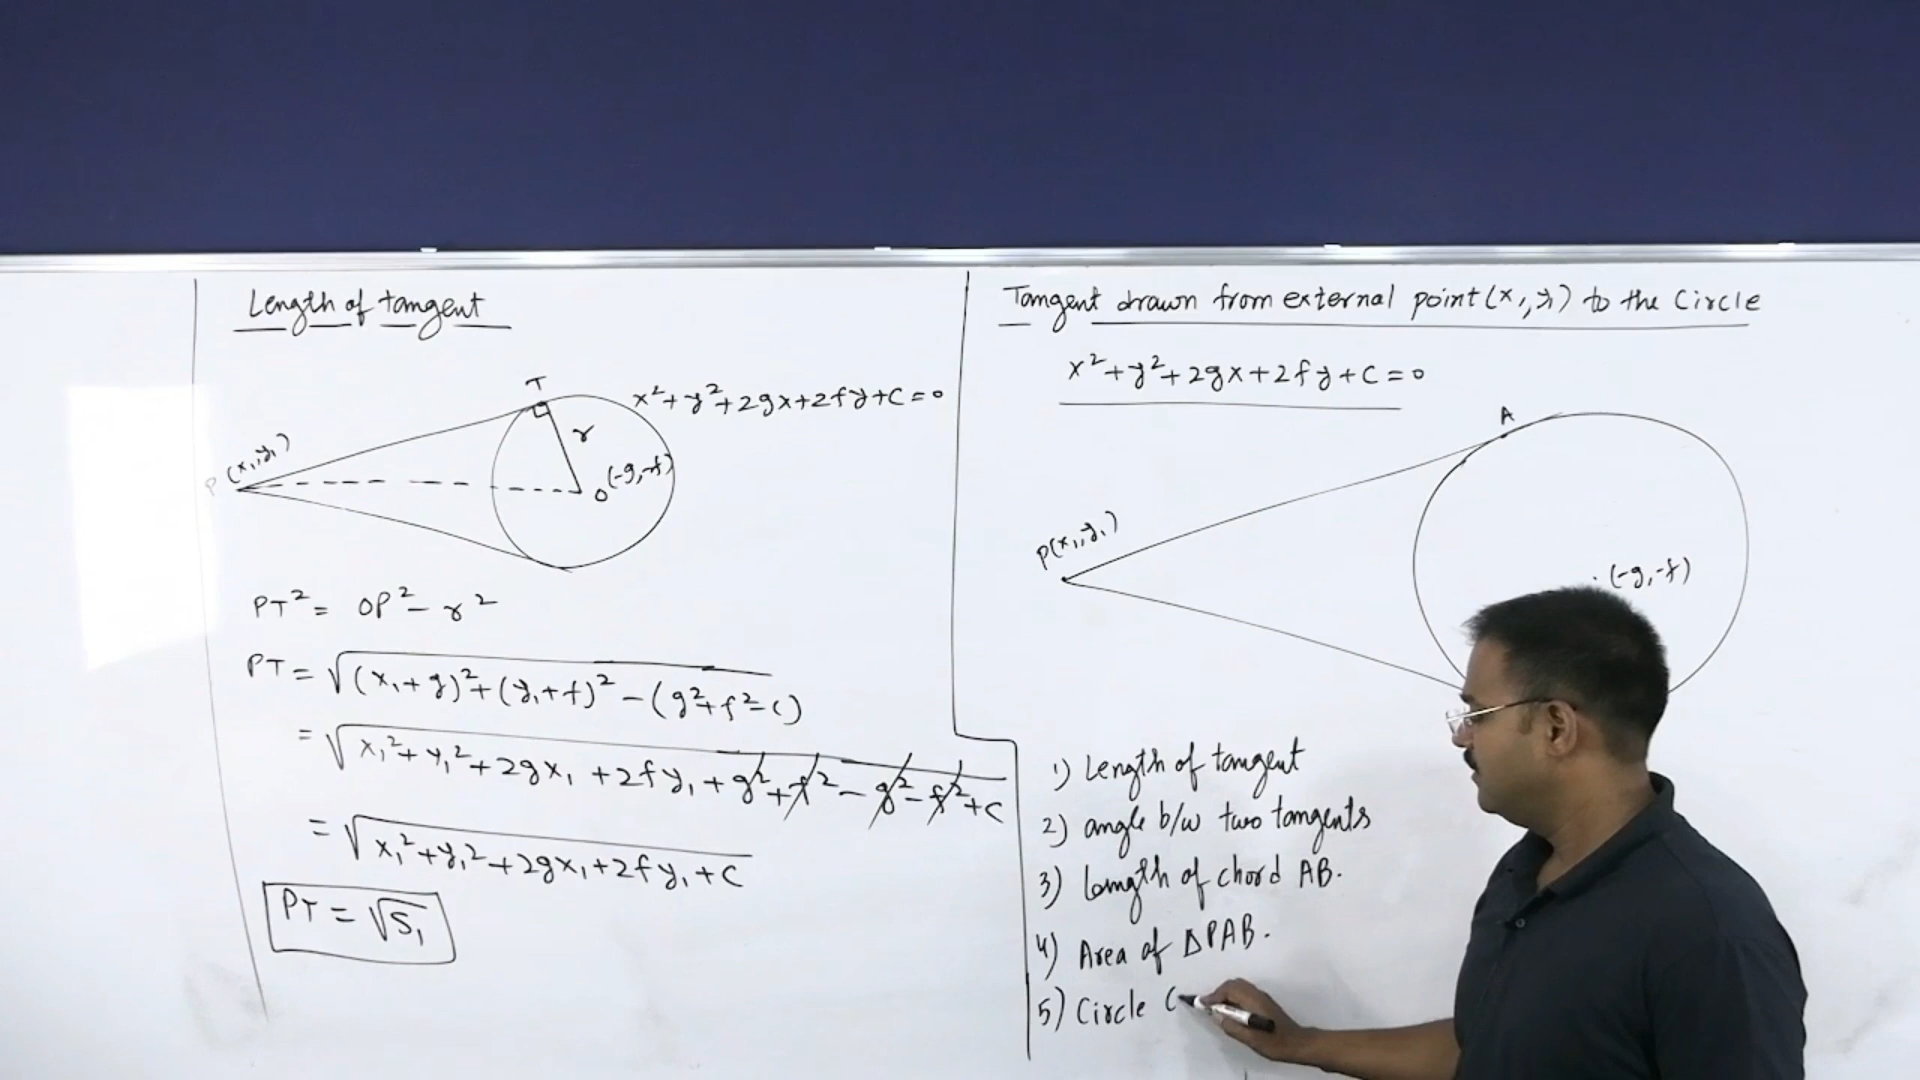 Length of tangent
T
x²+y²+2gx+2fy+c=0
r
P (x₁,y₁)
O (-g,-f)
PT² = OP² - r²
PT = √(x₁+g)²+(y₁+f)²-(g²+f²-c)
= √x₁²+y₁²+2gx₁+2fy₁+g²+f²-g²-f²+c
= √x₁²+y₁²+2gx₁+2fy₁+c
PT = √S₁
Tangent drawn from external point (x₁,y₁) to the Circle
x²+y²+2gx+2fy+c=0
A
P(x₁,y₁)
(-g,-f)
1) Length of tangent
2) angle b/w two tangents
3) Length of chord AB.
4) Area of ΔPAB.
5) Circle C